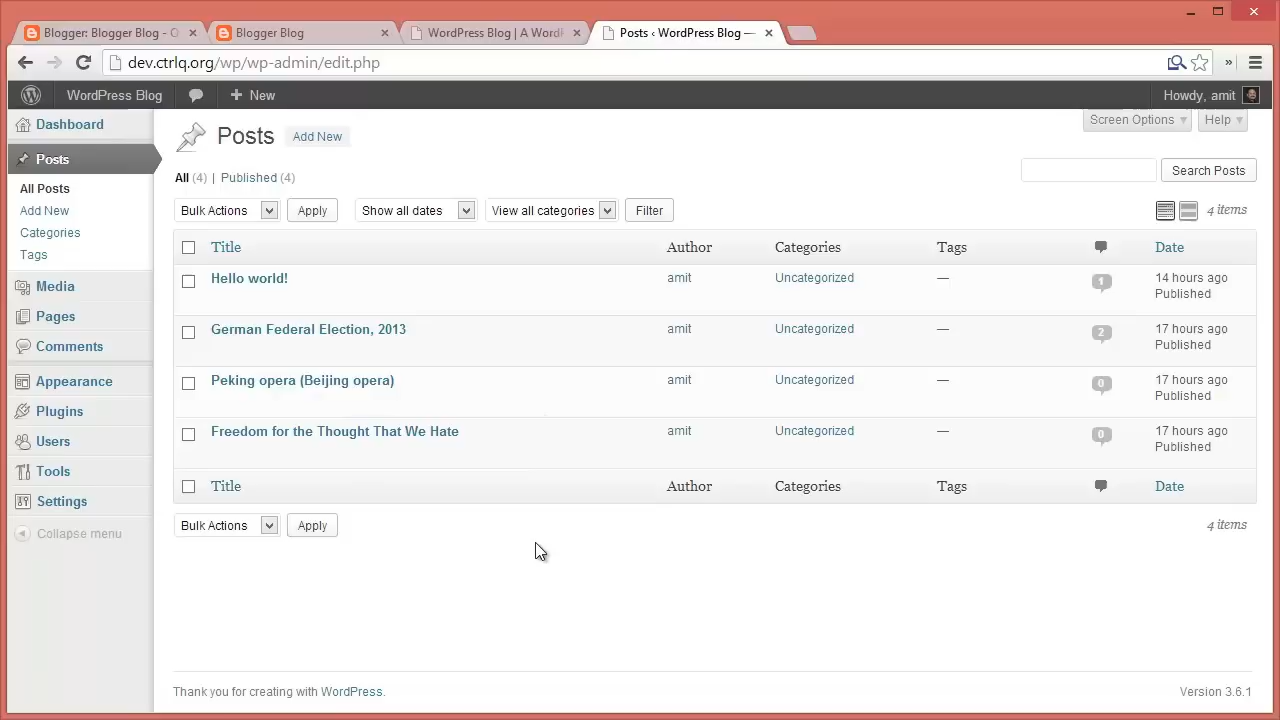 Blogger: Blogger Blog - O
Blogger Blog
WordPress Blog | A Word
Posts ‹ WordPress Blog —
dev.ctrlq.org/wp/wp-admin/edit.php
WordPress Blog
+ New
Howdy, amit
Dashboard
Posts
All Posts
Add New
Categories
Tags
Media
Pages
Comments
Appearance
Plugins
Users
Tools
Settings
Collapse menu
Posts Add New
Screen Options Help
All (4) | Published (4)
Search Posts
Bulk Actions Apply Show all dates View all categories Filter 4 items
Title Author Categories Tags Date
Hello world! amit Uncategorized — 1 14 hours ago
Published
German Federal Election, 2013 amit Uncategorized — 2 17 hours ago
Published
Peking opera (Beijing opera) amit Uncategorized — 0 17 hours ago
Published
Freedom for the Thought That We Hate amit Uncategorized — 0 17 hours ago
Published
Title Author Categories Tags Date
Bulk Actions Apply 4 items
Thank you for creating with WordPress. Version 3.6.1